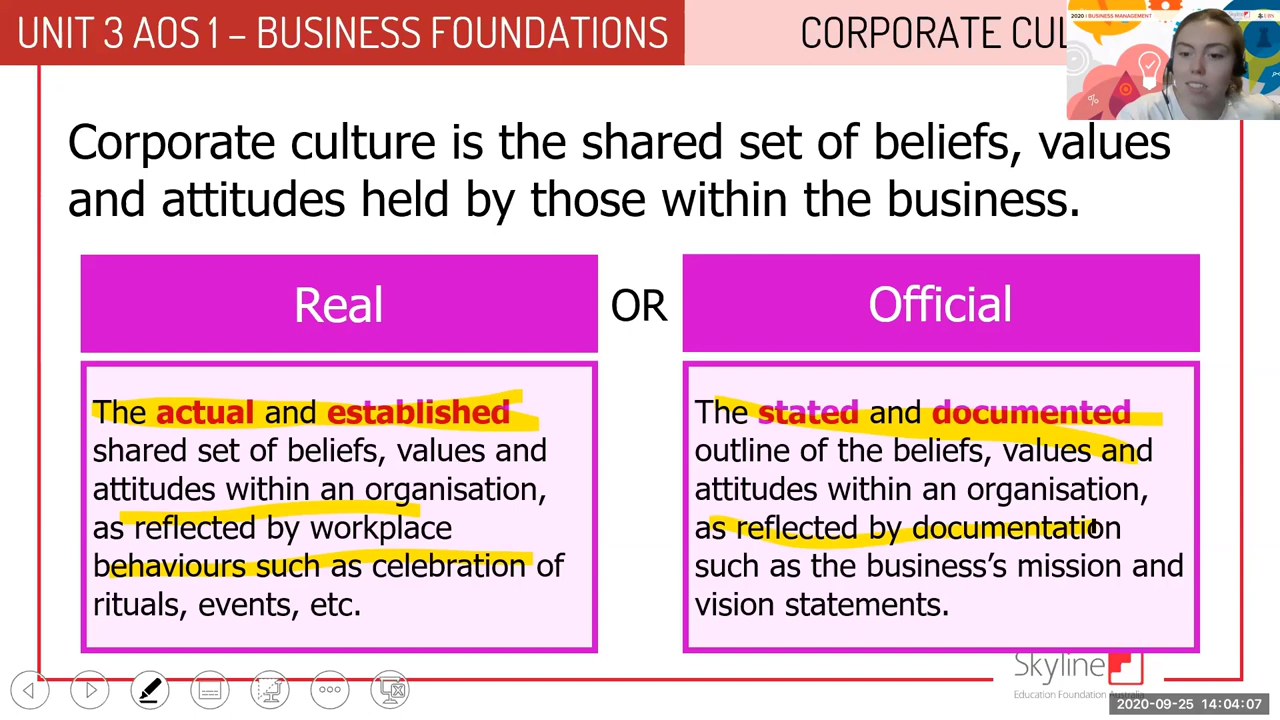 UNIT 3 AOS 1 – BUSINESS FOUNDATIONS
CORPORATE CUL
2020 | BUSINESS MANAGEMENT
Corporate culture is the shared set of beliefs, values
and attitudes held by those within the business.
Real
OR
Official
The actual and established
shared set of beliefs, values and
attitudes within an organisation,
as reflected by workplace
behaviours such as celebration of
rituals, events, etc.
The stated and documented
outline of the beliefs, values and
attitudes within an organisation,
as reflected by documentation
such as the business’s mission and
vision statements.
Skyline
Education Foundation Australia
2020-09-25 14:04:07